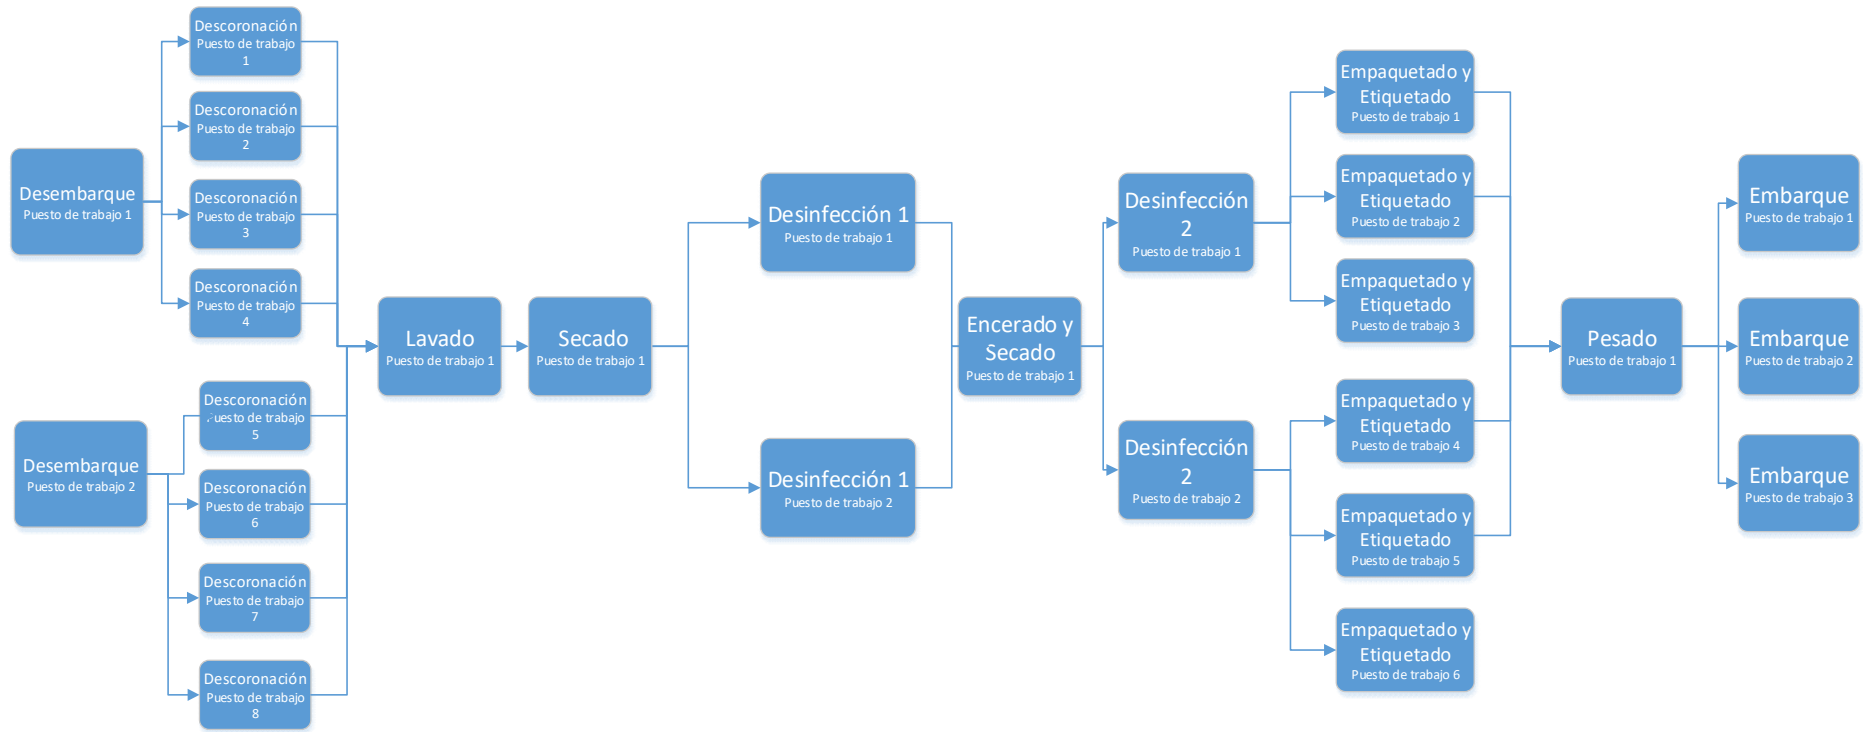 Desembarque
Puesto de trabajo 1
Desembarque
Puesto de trabajo 2
Descoronación
Puesto de trabajo
1
Descoronación
Puesto de trabajo
2
Descoronación
Puesto de trabajo
3
Descoronación
Puesto de trabajo
4
Descoronación
Puesto de trabajo
5
Descoronación
Puesto de trabajo
6
Descoronación
Puesto de trabajo
7
Descoronación
Puesto de trabajo
8
Lavado
Puesto de trabajo 1
Secado
Puesto de trabajo 1
Desinfección 1
Puesto de trabajo 1
Desinfección 1
Puesto de trabajo 2
Encerado y
Secado
Puesto de trabajo 1
Desinfección
2
Puesto de trabajo 1
Desinfección
2
Puesto de trabajo 2
Empaquetado y
Etiquetado
Puesto de trabajo 1
Empaquetado y
Etiquetado
Puesto de trabajo 2
Empaquetado y
Etiquetado
Puesto de trabajo 3
Empaquetado y
Etiquetado
Puesto de trabajo 4
Empaquetado y
Etiquetado
Puesto de trabajo 5
Empaquetado y
Etiquetado
Puesto de trabajo 6
Pesado
Puesto de trabajo 1
Embarque
Puesto de trabajo 1
Embarque
Puesto de trabajo 2
Embarque
Puesto de trabajo 3